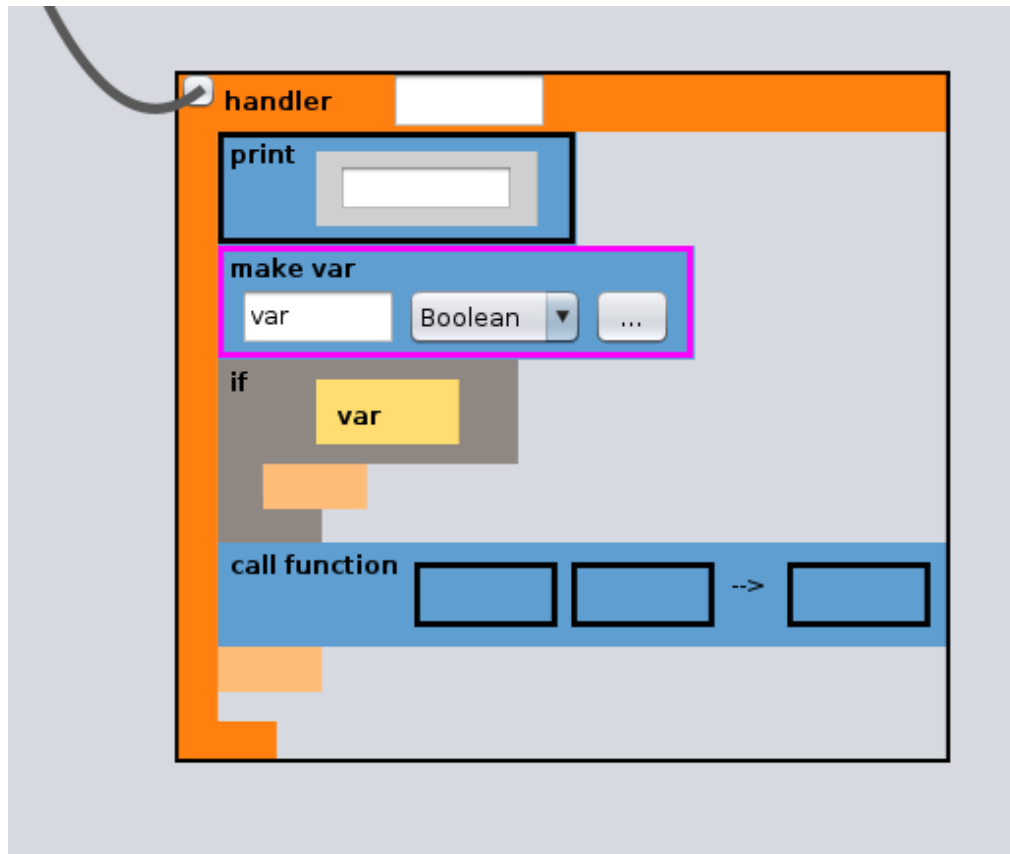 handler
print
make var
var Boolean ...
if
var
call function -->